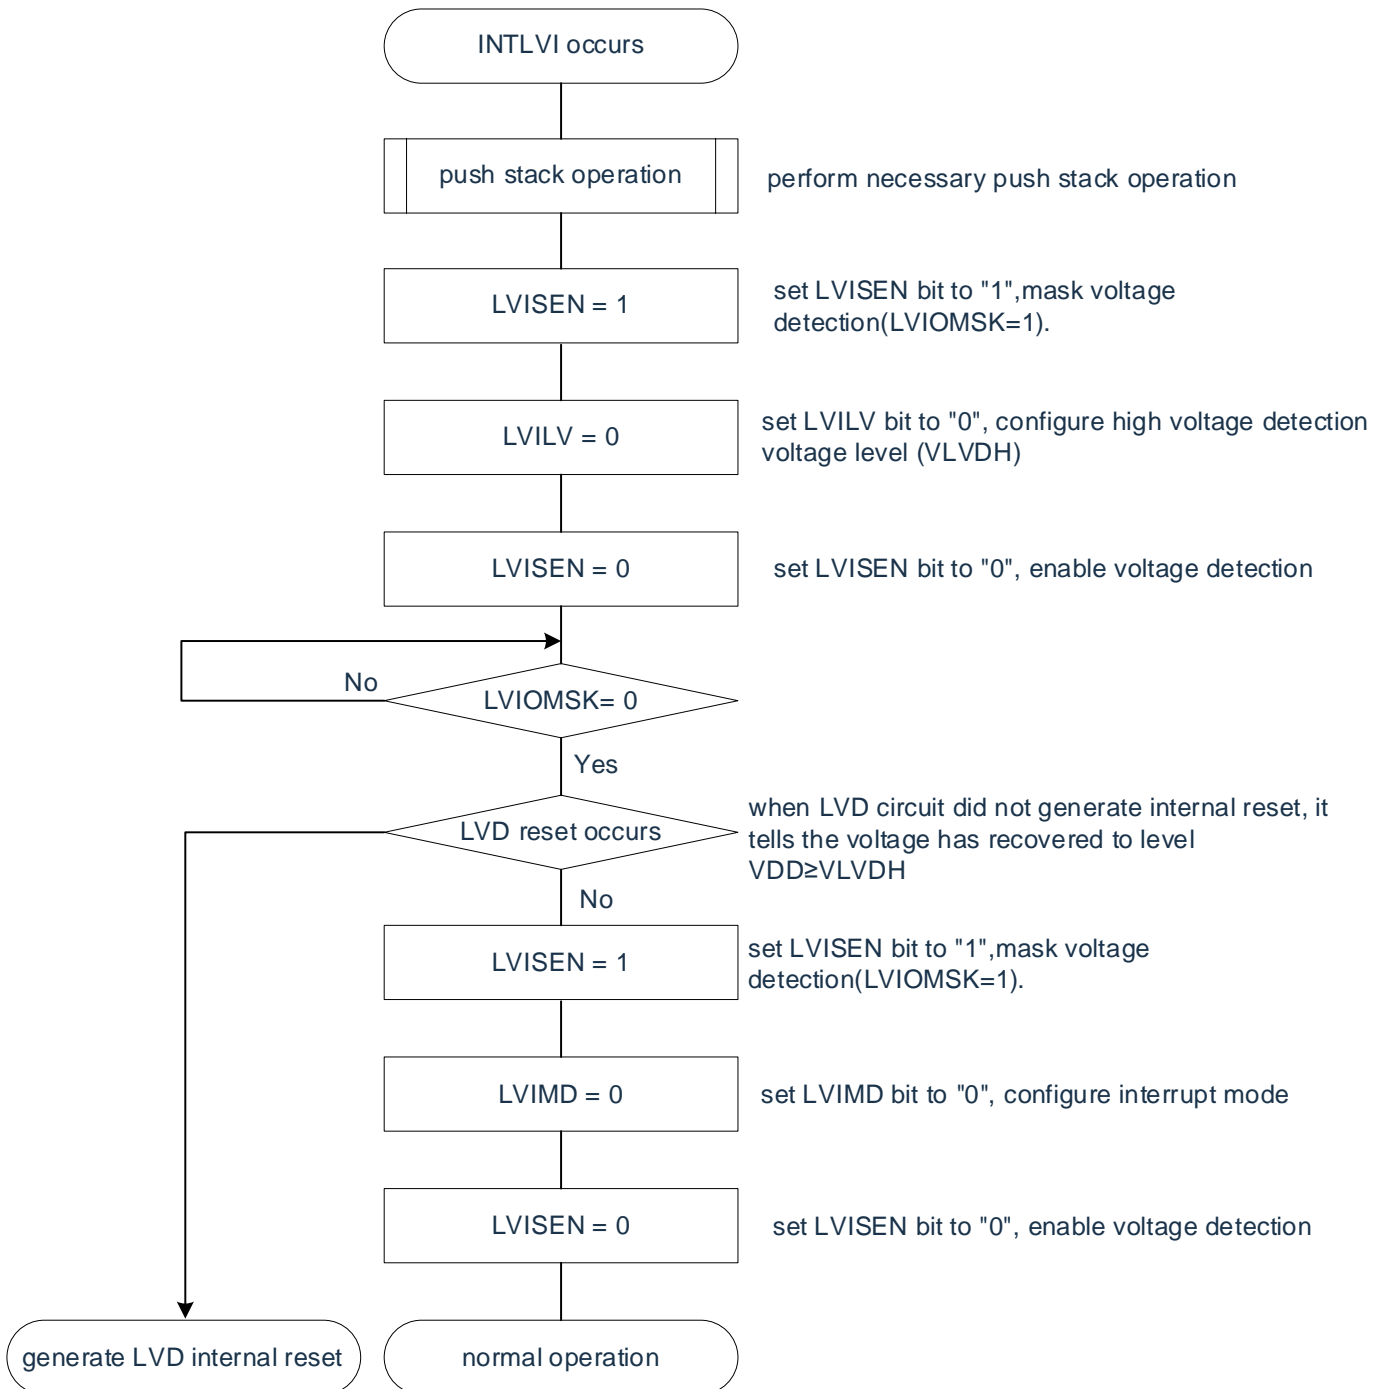 INTLVI occurs
push stack operation
perform necessary push stack operation
LVISEN = 1
set LVISEN bit to "1",mask voltage
detection(LVIOMSK=1).
LVILV = 0
set LVILV bit to "0", configure high voltage detection
voltage level (VLVDH)
LVISEN = 0
set LVISEN bit to "0", enable voltage detection
No
LVIOMSK= 0
Yes
LVD reset occurs
when LVD circuit did not generate internal reset, it
tells the voltage has recovered to level
VDD≥VLVDH
No
LVISEN = 1
set LVISEN bit to "1",mask voltage
detection(LVIOMSK=1).
LVIMD = 0
set LVIMD bit to "0", configure interrupt mode
LVISEN = 0
set LVISEN bit to "0", enable voltage detection
generate LVD internal reset
normal operation